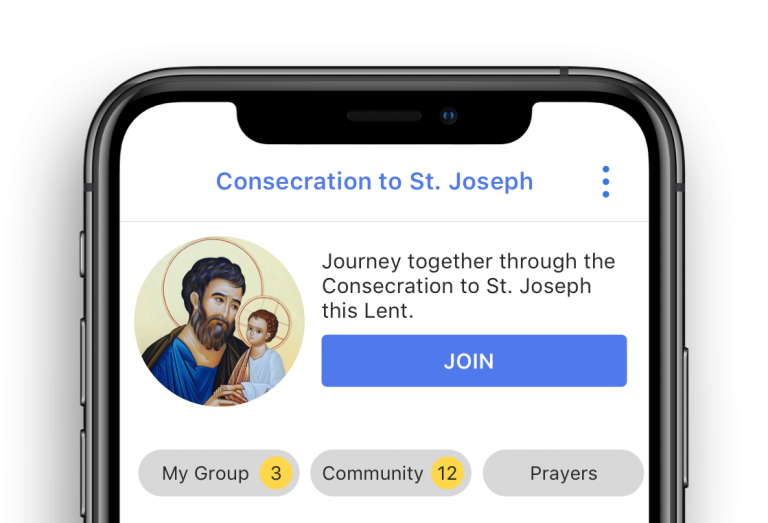 Consecration to St. Joseph
Journey together through the
Consecration to St. Joseph
this Lent.
JOIN
My Group 3
Community 12
Prayers